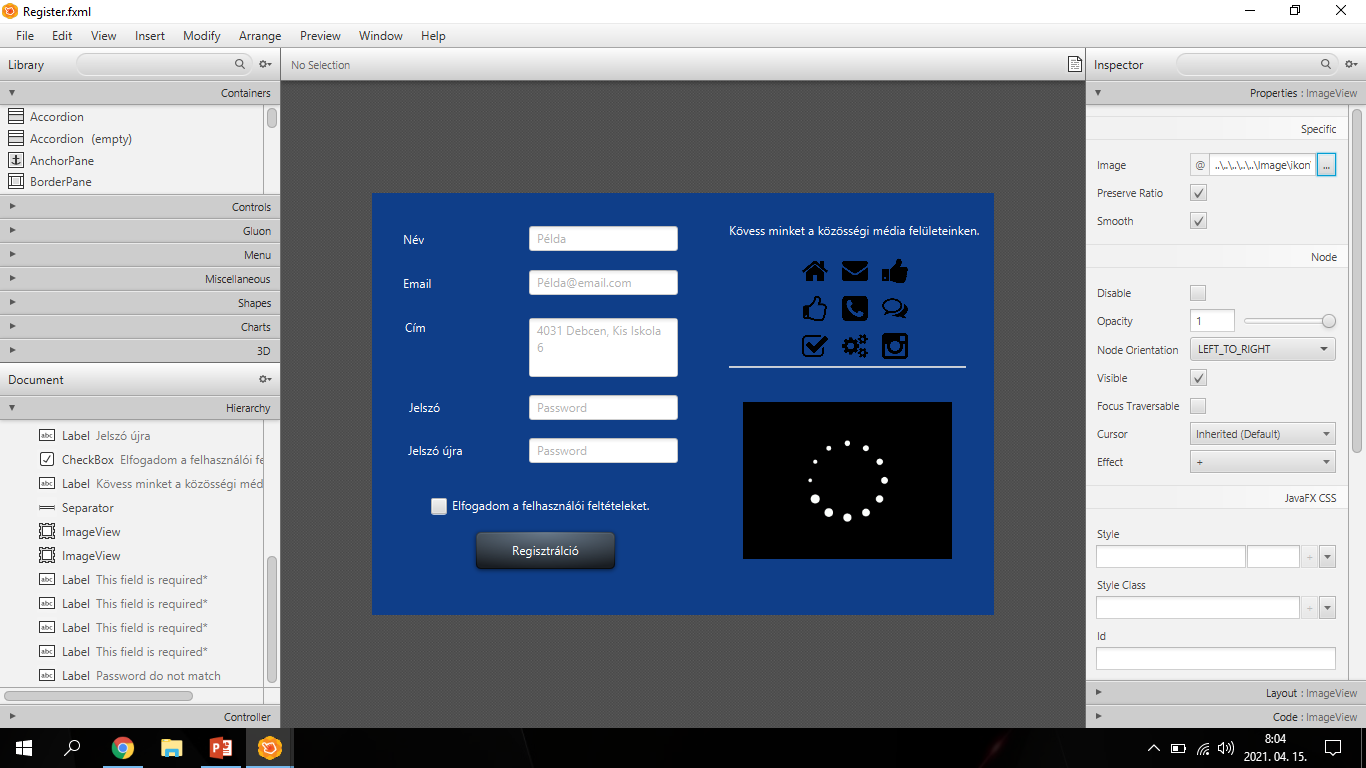 Register.fxml
File Edit View Insert Modify Arrange Preview Window Help
Library
Containers
Accordion
Accordion (empty)
AnchorPane
BorderPane
Controls
Gluon
Menu
Miscellaneous
Shapes
Charts
3D
Document
Hierarchy
abc Label Jelszó újra
CheckBox Elfogadom a felhasználói fe
abc Label Kövess minket a közösségi méd
Separator
ImageView
ImageView
abc Label This field is required*
abc Label This field is required*
abc Label This field is required*
abc Label This field is required*
abc Label Password do not match
Controller
No Selection
Név
Példa
Email
Példa@email.com
Cím
4031 Debcen, Kis Iskola
6
Jelszó
Password
Jelszó újra
Password
Elfogadom a felhasználói feltételeket.
Regisztrálció
Kövess minket a közösségi média felületeinken.
Inspector
Properties : ImageView
Specific
Image @ ..\..\..\..\..\Image\ikon\ ...
Preserve Ratio
Smooth
Node
Disable
Opacity 1
Node Orientation LEFT_TO_RIGHT
Visible
Focus Traversable
Cursor Inherited (Default)
Effect +
JavaFX CSS
Style
+
Style Class
+
Id
Layout : ImageView
Code : ImageView
8:04
2021. 04. 15.